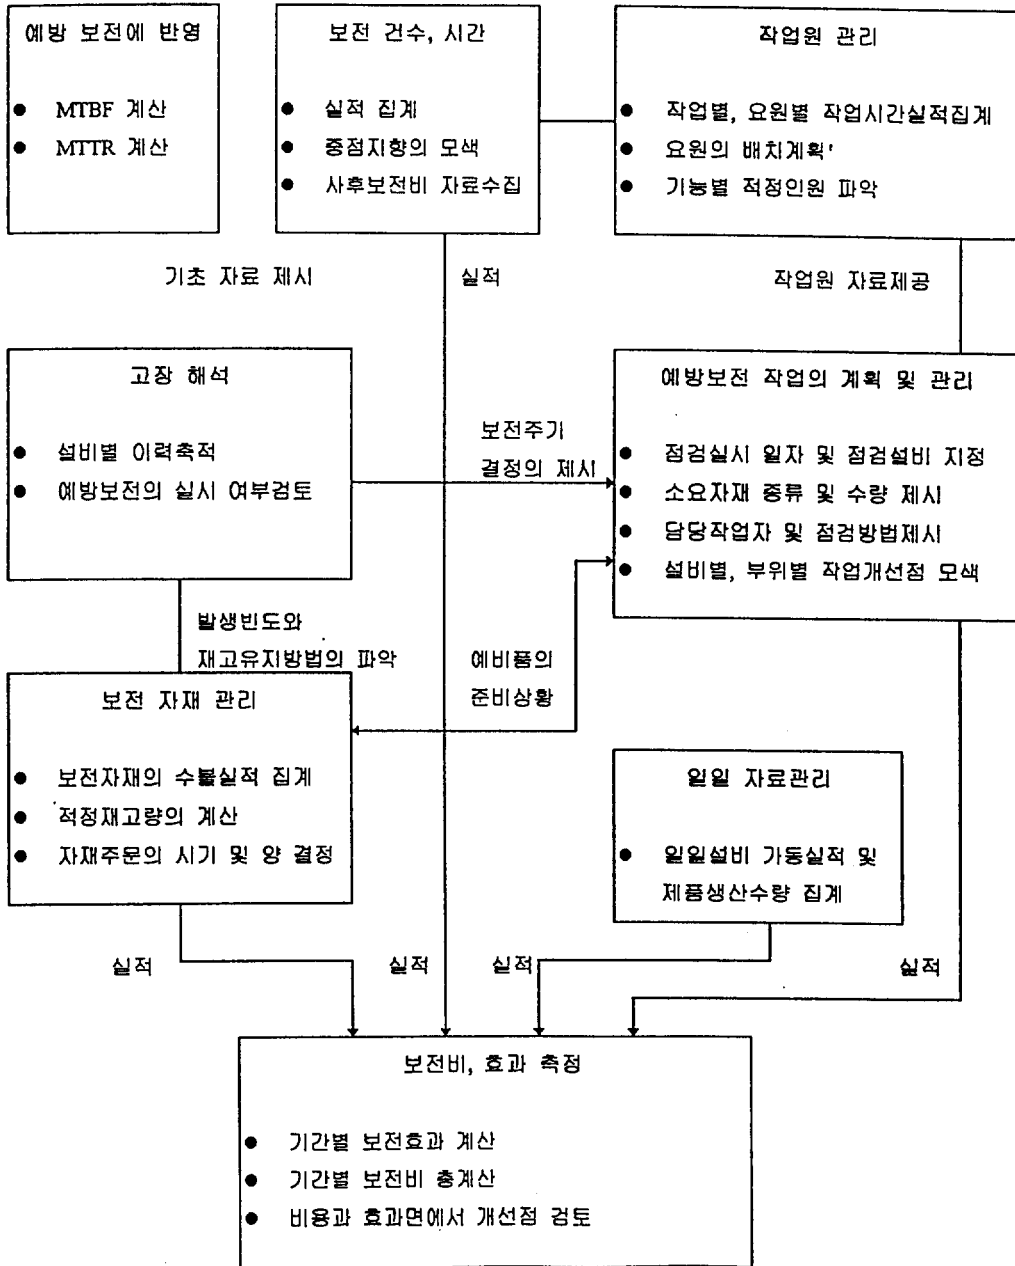 예방 보전에 반영
● MTBF 계산
● MTTR 계산
보전 건수, 시간
● 실적 집계
● 중점지향의 모색
● 사후보전비 자료수집
작업원 관리
● 작업별, 요원별 작업시간실적집계
● 요원의 배치계획'
● 기능별 적정인원 파악
기초 자료 제시
실적
작업원 자료제공
고장 해석
● 설비별 이력축적
● 예방보전의 실시 여부검토
보전주기
결정의 제시
예방보전 작업의 계획 및 관리
● 점검실시 일자 및 점검설비 지정
● 소요자재 종류 및 수량 제시
● 담당작업자 및 점검방법제시
● 설비별, 부위별 작업개선점 모색
발생빈도와
재고유지방법의 파악
예비품의
준비상황
보전 자재 관리
● 보전자재의 수불실적 집계
● 적정재고량의 계산
● 자재주문의 시기 및 양 결정
일일 자료관리
● 일일설비 가동실적 및
제품생산수량 집계
실적
실적
실적
실적
보전비, 효과 측정
● 기간별 보전효과 계산
● 기간별 보전비 총계산
● 비용과 효과면에서 개선점 검토